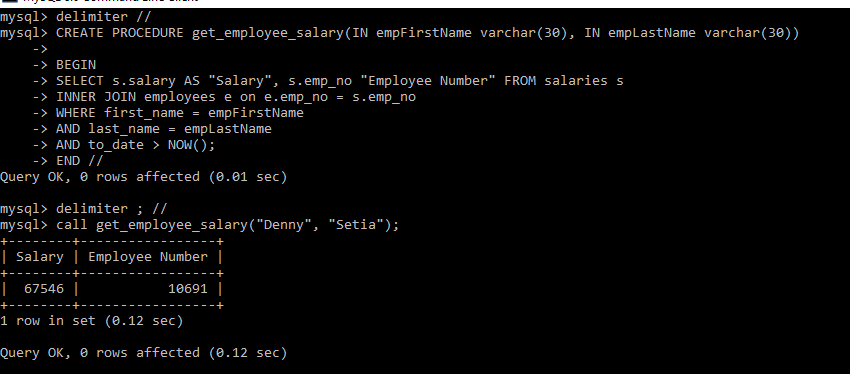 mysql> delimiter //
mysql> CREATE PROCEDURE get_employee_salary(IN empFirstName varchar(30), IN empLastName varchar(30))
    ->
    -> BEGIN
    -> SELECT s.salary AS "Salary", s.emp_no "Employee Number" FROM salaries s
    -> INNER JOIN employees e on e.emp_no = s.emp_no
    -> WHERE first_name = empFirstName
    -> AND last_name = empLastName
    -> AND to_date > NOW();
    -> END //
Query OK, 0 rows affected (0.01 sec)

mysql> delimiter ; //
mysql> call get_employee_salary("Denny", "Setia");
+--------+-----------------+
| Salary | Employee Number |
+--------+-----------------+
|  67546 |           10691 |
+--------+-----------------+
1 row in set (0.12 sec)

Query OK, 0 rows affected (0.12 sec)